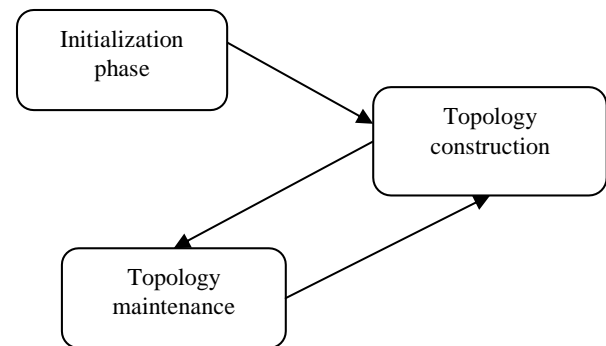 Initialization
phase
Topology
construction
Topology
maintenance